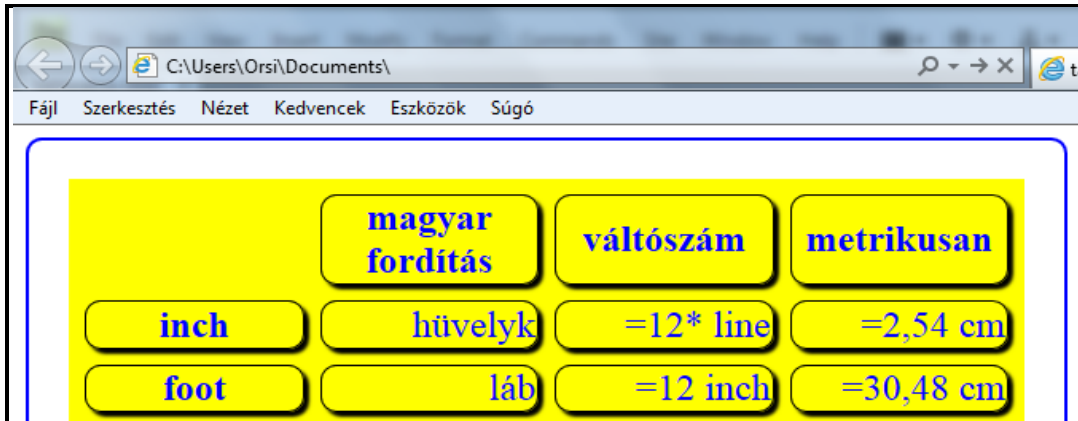 C:\Users\Orsi\Documents\
t
Fájl Szerkesztés Nézet Kedvencek Eszközök Súgó
magyar
fordítás
váltószám
metrikusan
inch
hüvelyk
=12* line
=2,54 cm
foot
láb
=12 inch
=30,48 cm